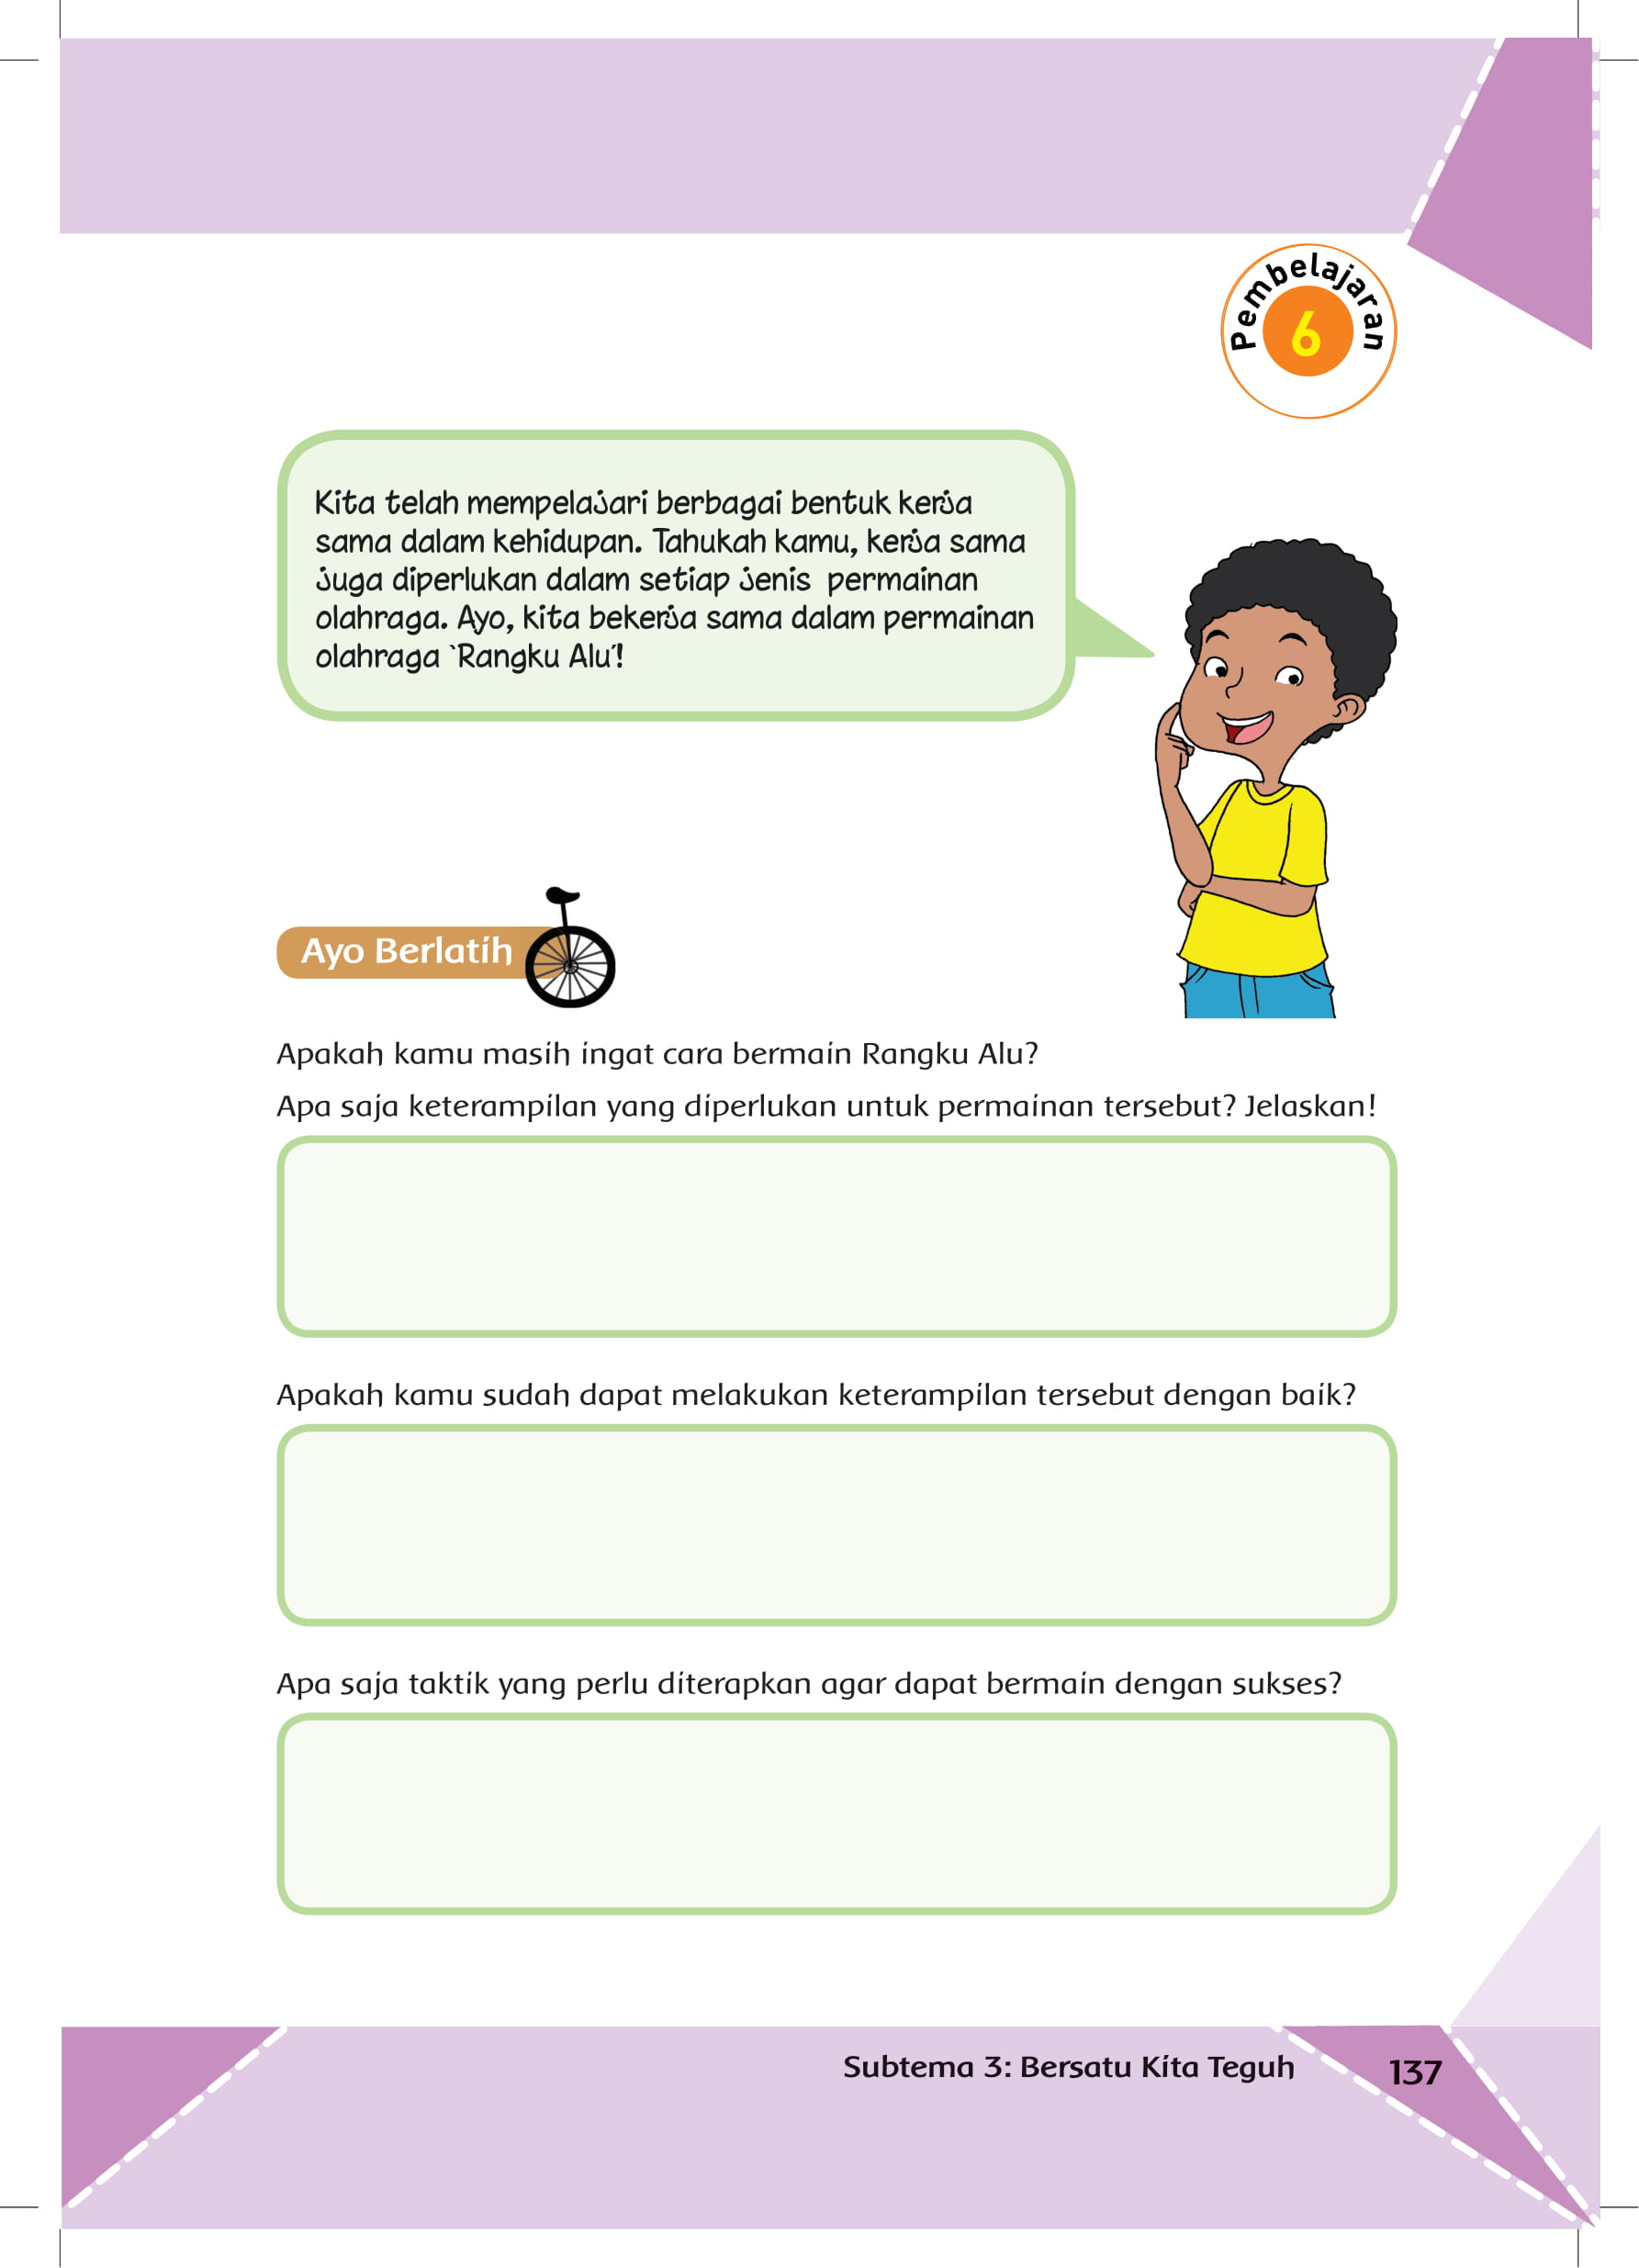 Pembelajaran
6
Kita telah mempelajari berbagai bentuk kerja
sama dalam kehidupan. Tahukah kamu, kerja sama
juga diperlukan dalam setiap jenis  permainan
olahraga. Ayo, kita bekerja sama dalam permainan
olahraga `Rangku Alu´!
Ayo Berlatih
Apakah kamu masih ingat cara bermain Rangku Alu?
Apa saja keterampilan yang diperlukan untuk permainan tersebut? Jelaskan!
Apakah kamu sudah dapat melakukan keterampilan tersebut dengan baik?
Apa saja taktik yang perlu diterapkan agar dapat bermain dengan sukses?
Subtema 3: Bersatu Kita Teguh
137